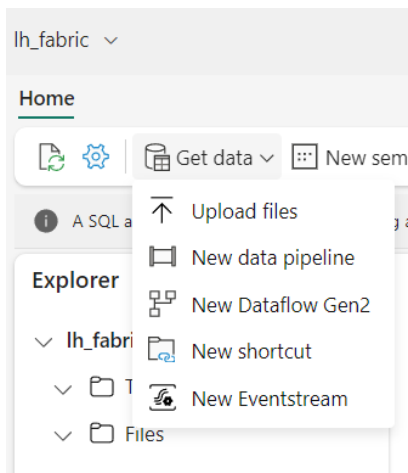 lh_fabric
Home
Get data New sem
Upload files
A SQL a
New data pipeline
Explorer
New Dataflow Gen2
lh_fabri
New shortcut
T
New Eventstream
Files